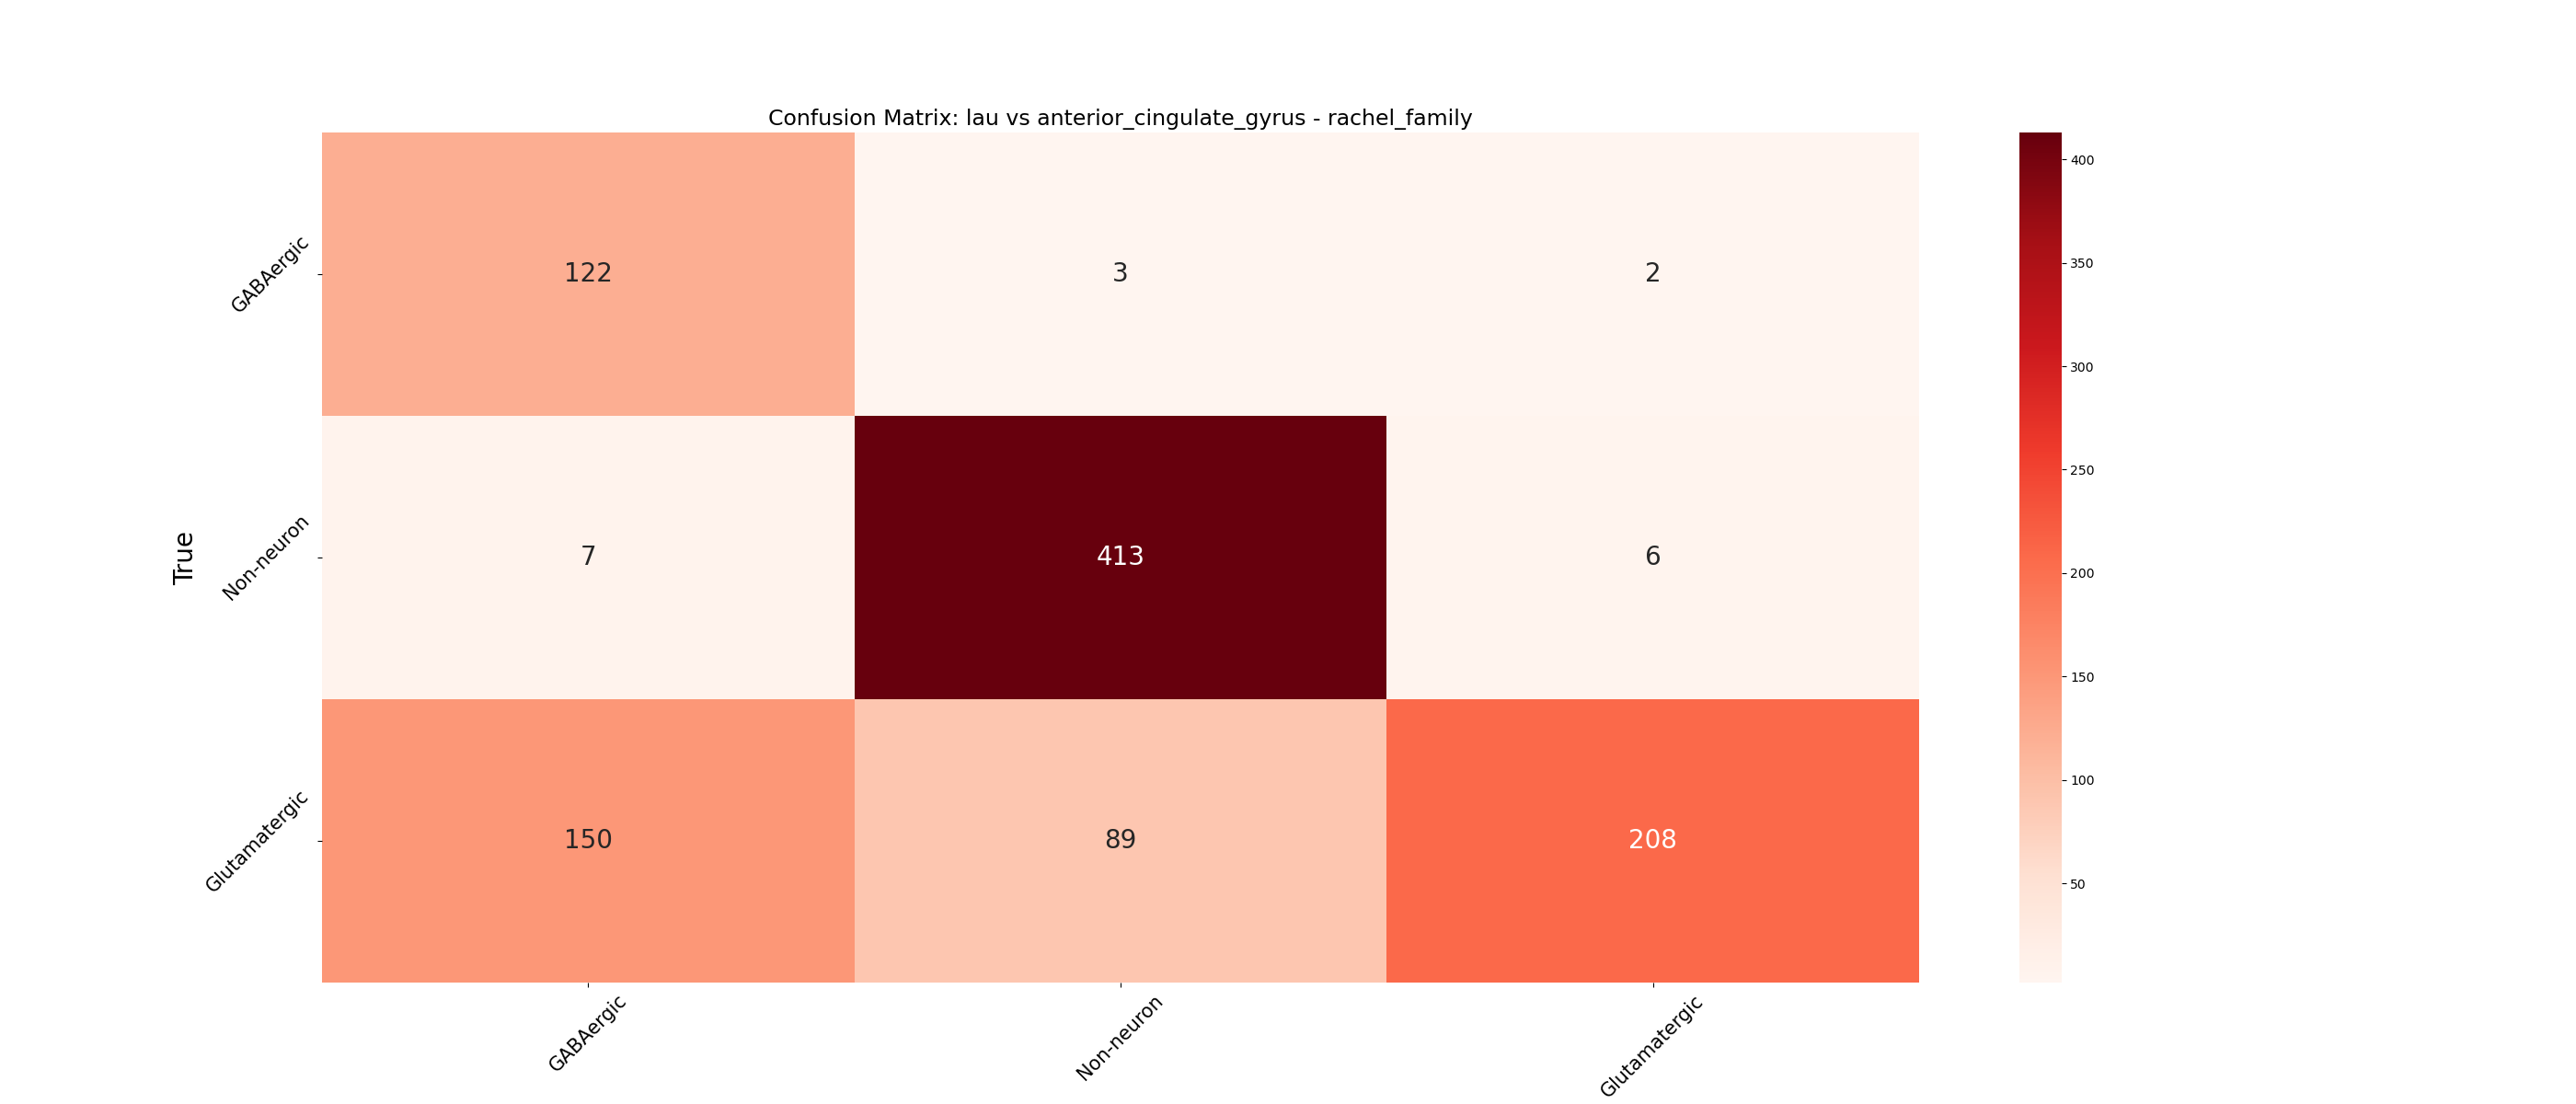 Confusion Matrix: lau vs anterior_cingulate_gyrus - rachel_family
True
GABAergic
122
3
2
Non-neuron
7
413
6
Glutamatergic
150
89
208
GABAergic
Non-neuron
Glutamatergic
400
350
300
250
200
150
100
50